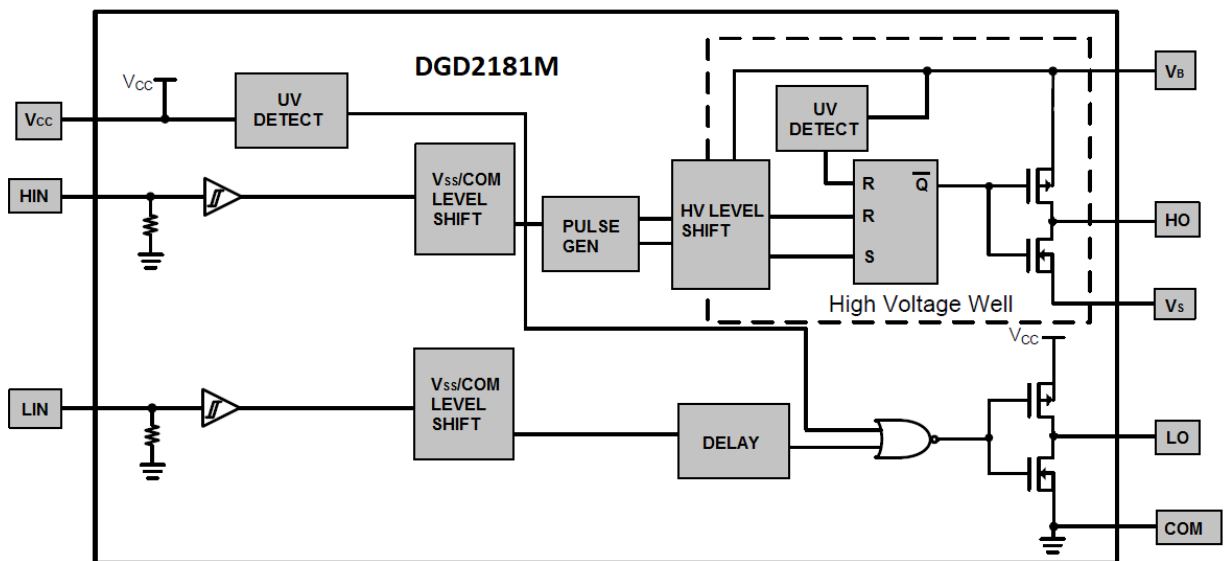 DGD2181M
VCC
VCC
UV
DETECT
HIN
VSS/COM
LEVEL
SHIFT
PULSE
GEN
HV LEVEL
SHIFT
UV
DETECT
R
Q
R
S
High Voltage Well
VB
HO
VS
LIN
VSS/COM
LEVEL
SHIFT
DELAY
VCC
LO
COM